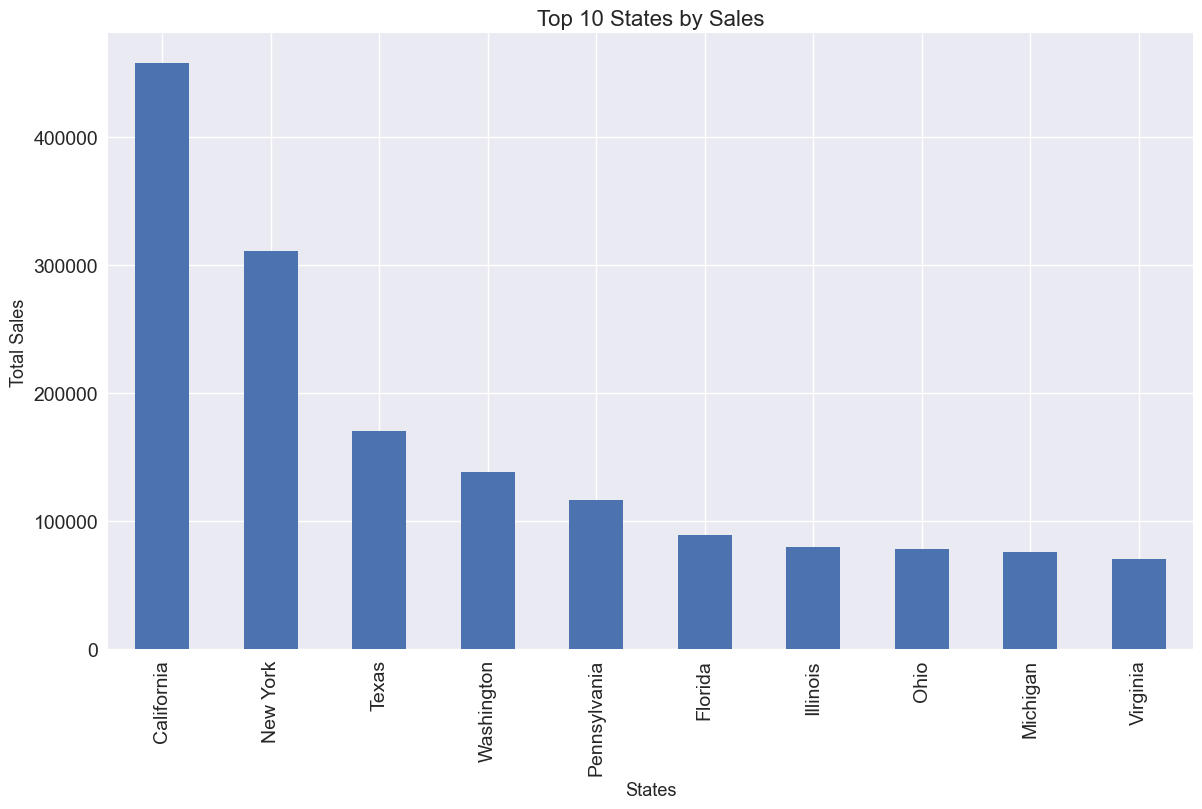 Top 10 States by Sales
Total Sales
400000
300000
200000
100000
0
California
New York
Texas
Washington
Pennsylvania
Florida
Illinois
Ohio
Michigan
Virginia
States